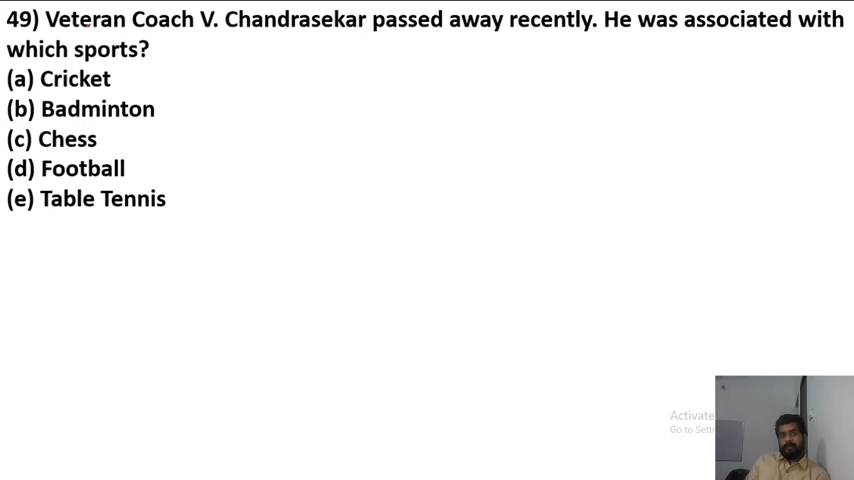 49) Veteran Coach V. Chandrasekar passed away recently. He was associated with
which sports?
(a) Cricket
(b) Badminton
(c) Chess
(d) Football
(e) Table Tennis
Activate
Go to Setti